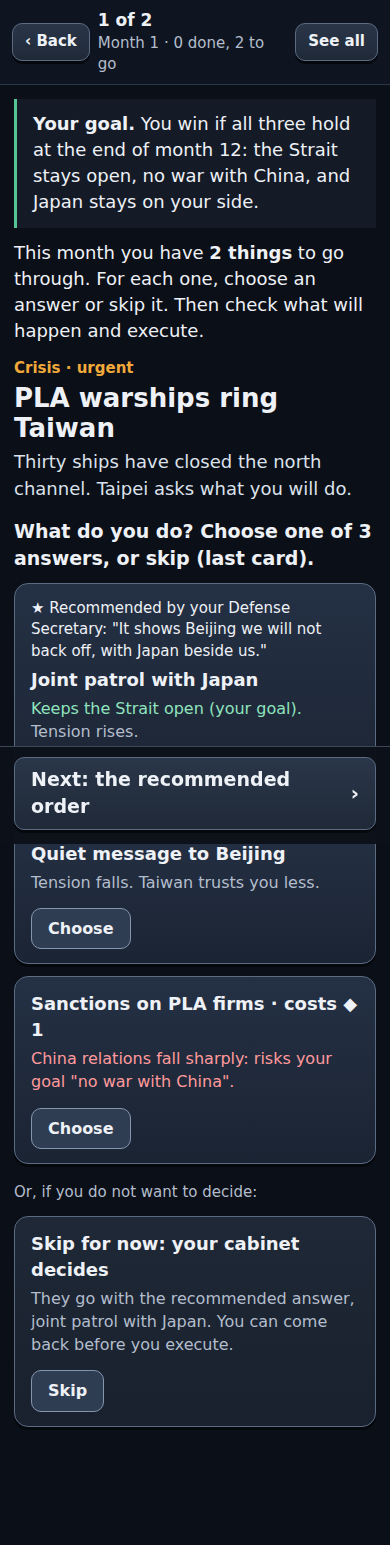 ‹ Back
1 of 2
Month 1 · 0 done, 2 to
go
See all
Your goal. You win if all three hold
at the end of month 12: the Strait
stays open, no war with China, and
Japan stays on your side.
This month you have 2 things to go
through. For each one, choose an
answer or skip it. Then check what will
happen and execute.
Crisis · urgent
PLA warships ring
Taiwan
Thirty ships have closed the north
channel. Taipei asks what you will do.
What do you do? Choose one of 3
answers, or skip (last card).
★ Recommended by your Defense
Secretary: "It shows Beijing we will not
back off, with Japan beside us."
Joint patrol with Japan
Keeps the Strait open (your goal).
Tension rises.
Next: the recommended
order
›
Quiet message to Beijing
Tension falls. Taiwan trusts you less.
Choose
Sanctions on PLA firms · costs ◆
1
China relations fall sharply: risks your
goal "no war with China".
Choose
Or, if you do not want to decide:
Skip for now: your cabinet
decides
They go with the recommended answer,
joint patrol with Japan. You can come
back before you execute.
Skip